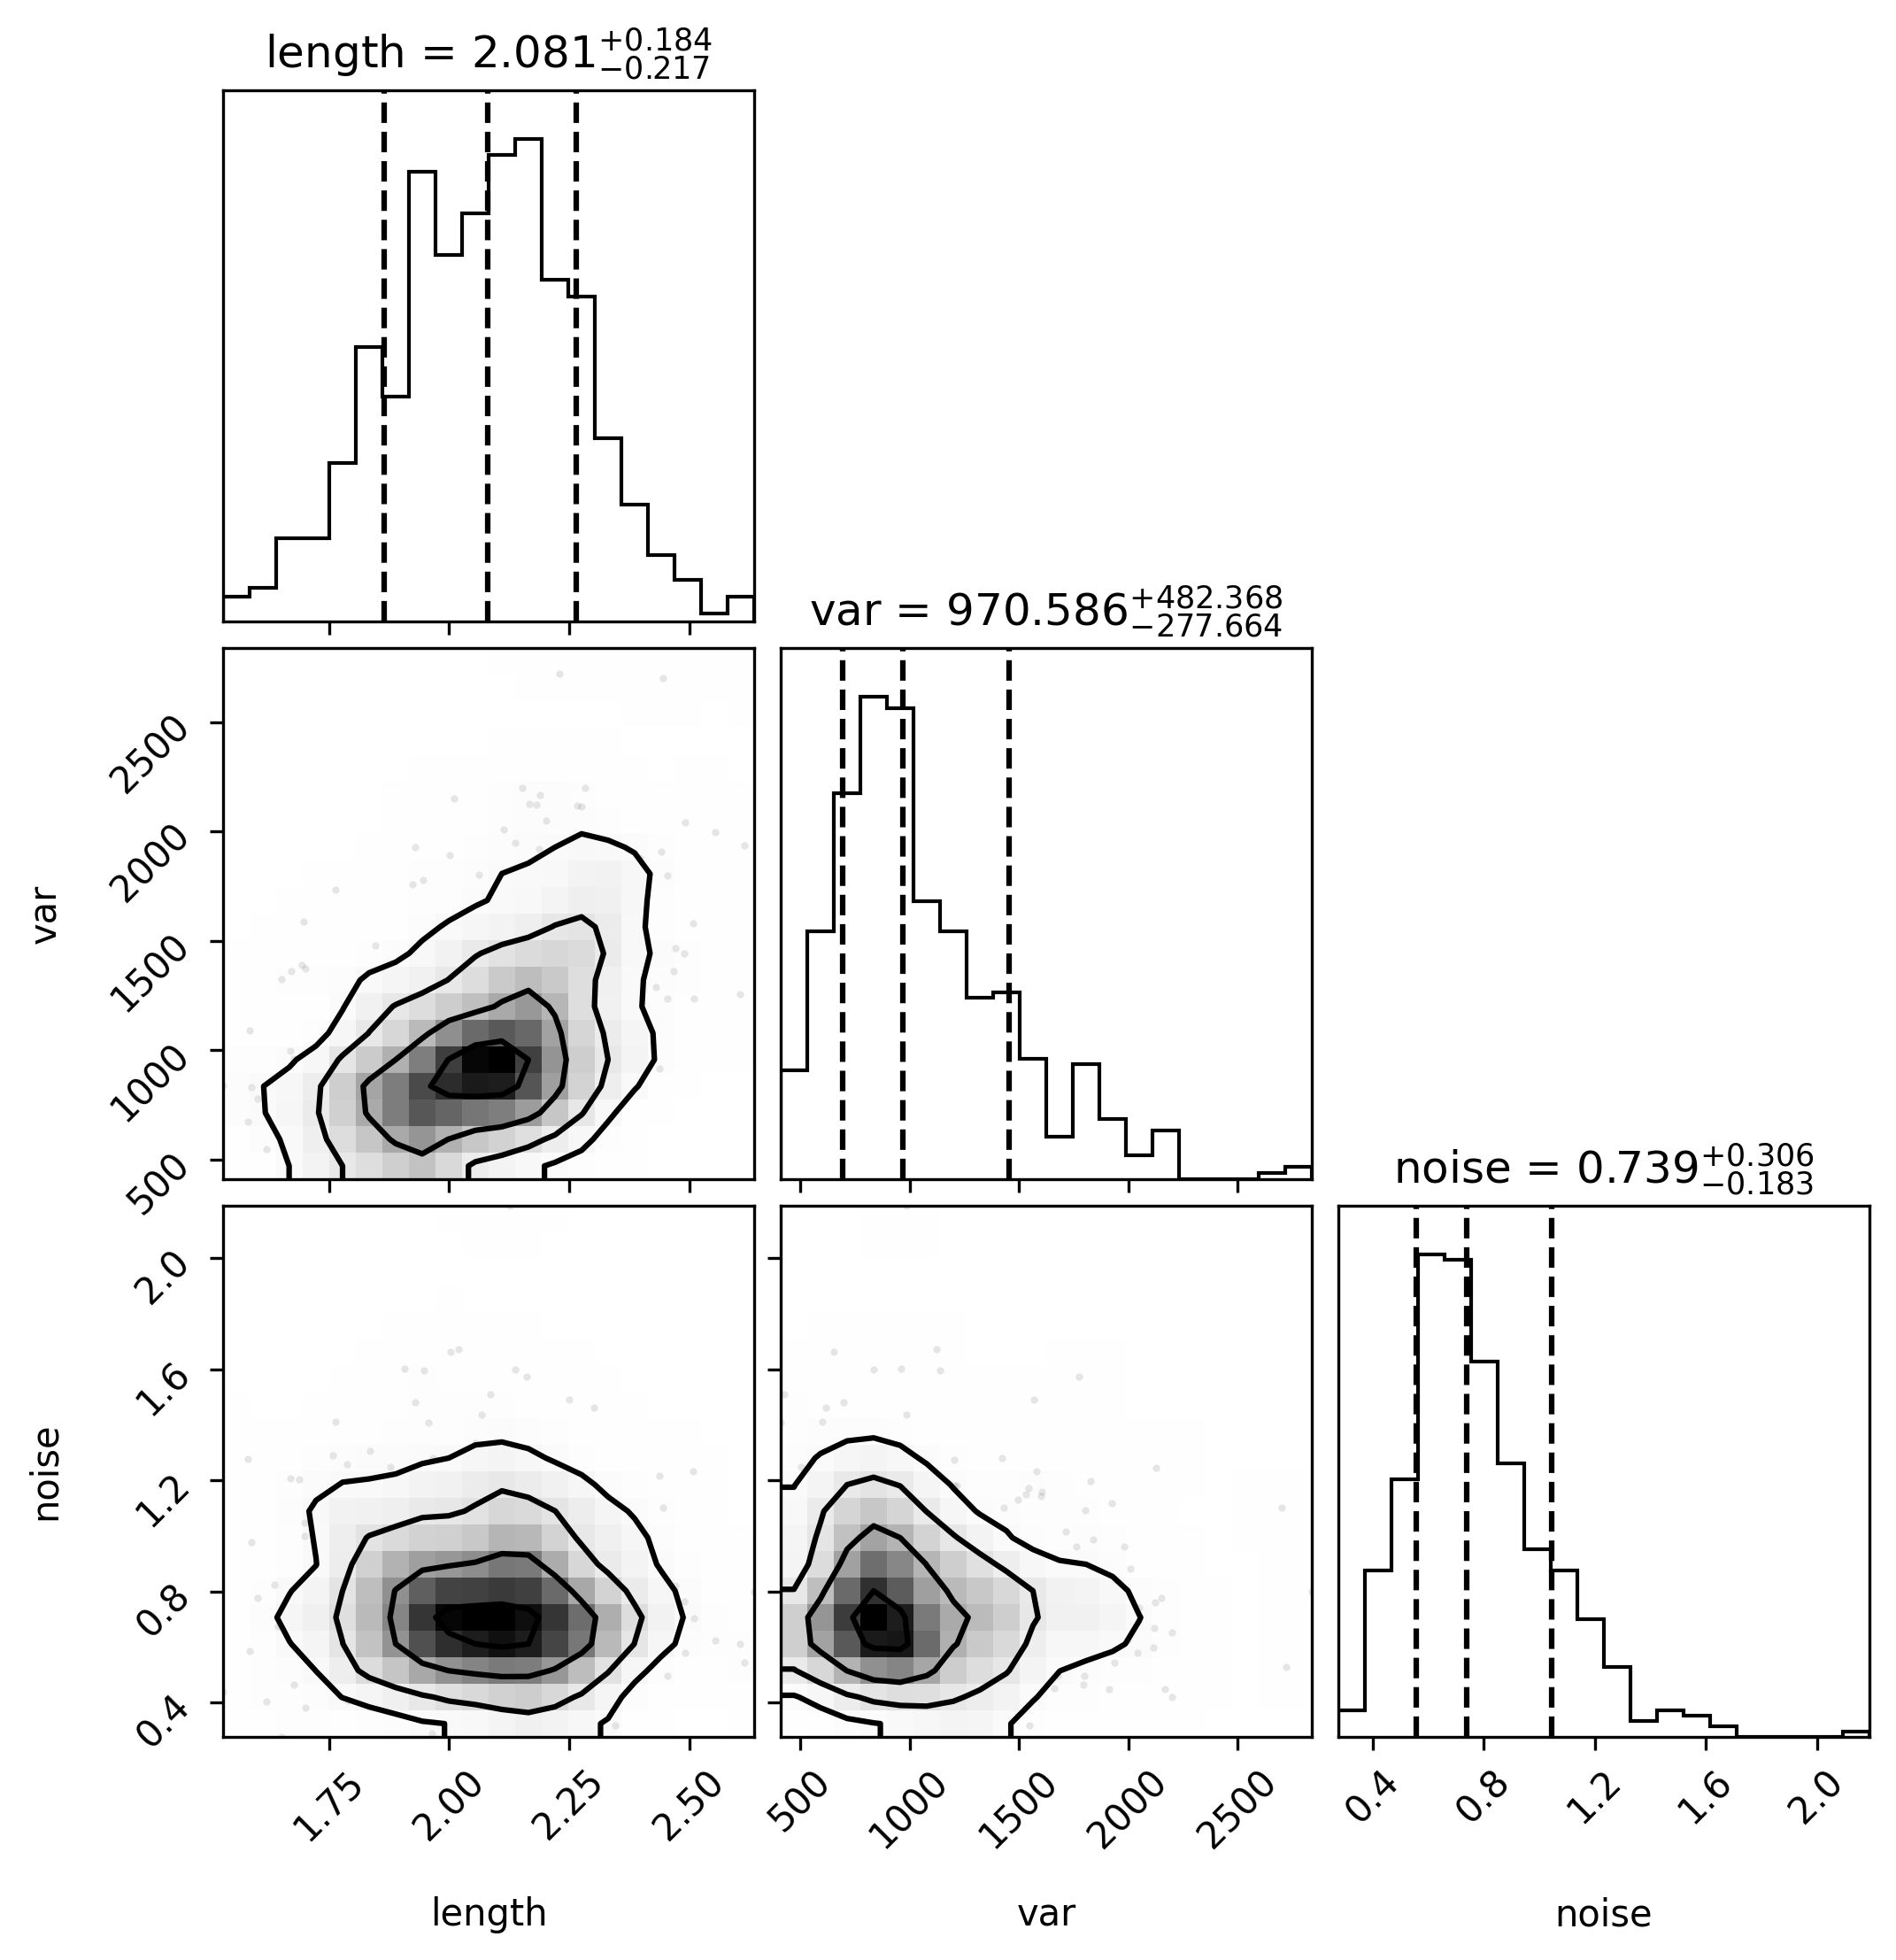 length = 2.081 +0.184 −0.217
var = 970.586 +482.368 −277.664
2500
2000
1500
1000
500
var
noise = 0.739 +0.306 −0.183
2.0
1.6
1.2
0.8
0.4
noise
1.75 2.00 2.25 2.50
500 1000 1500 2000 2500
0.4 0.8 1.2 1.6 2.0
length
var
noise